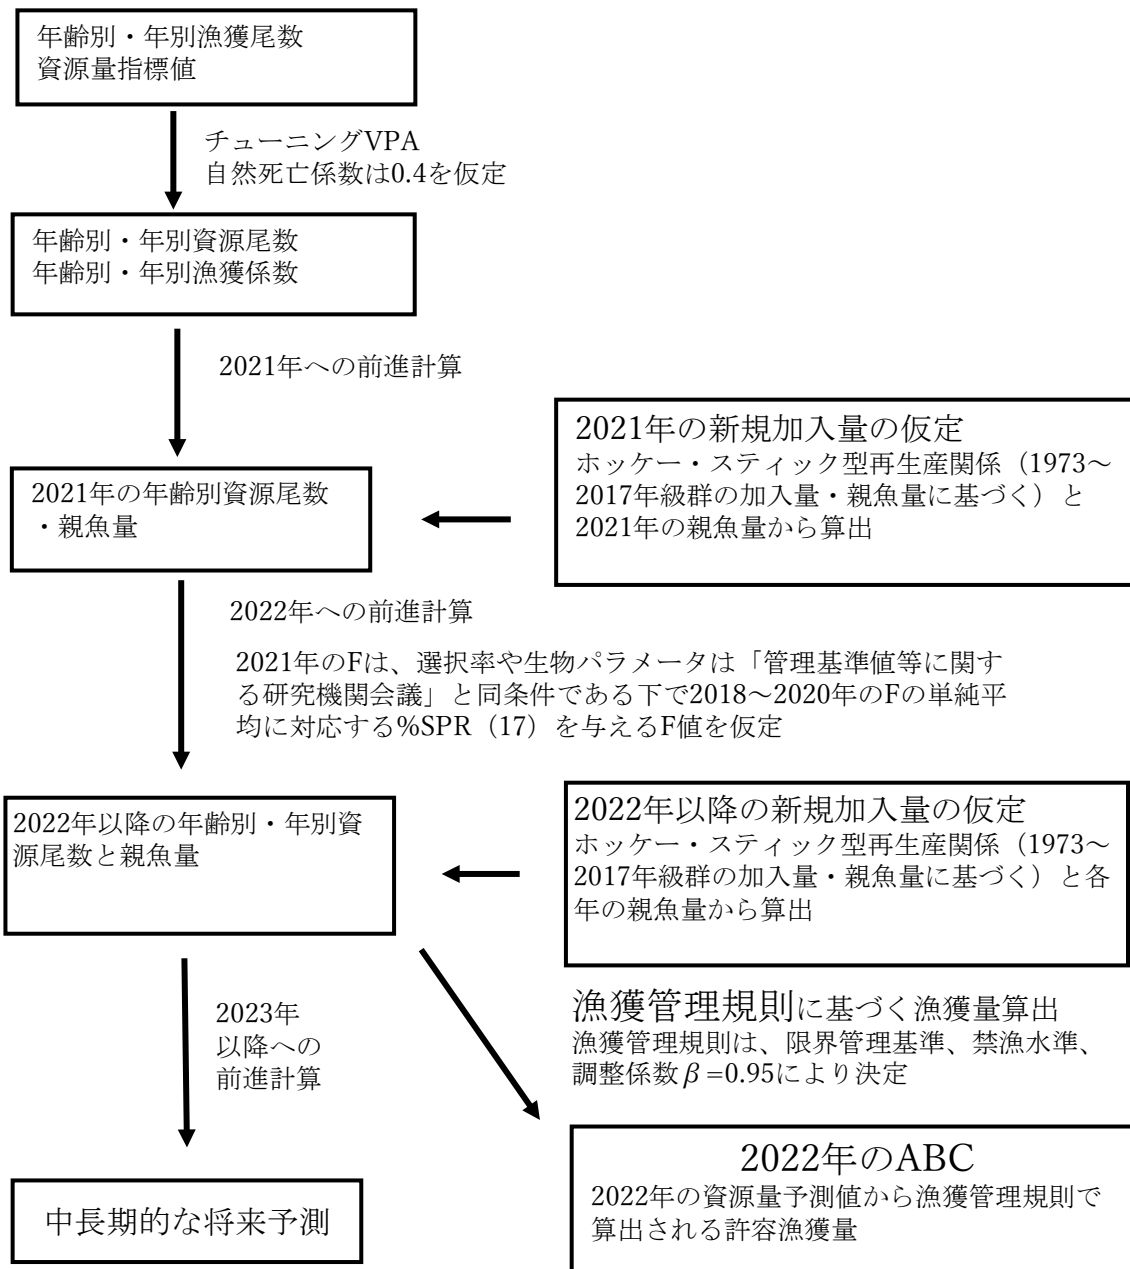 年齢別・年別漁獲尾数
資源量指標値
チューニングVPA
自然死亡係数は0.4を仮定
年齢別・年別資源尾数
年齢別・年別漁獲係数
2021年への前進計算
2021年の新規加入量の仮定
ホッケー・スティック型再生産関係（1973～
2017年級群の加入量・親魚量に基づく）と
2021年の親魚量から算出
2021年の年齢別資源尾数
・親魚量
2022年への前進計算
2021年のFは、選択率や生物パラメータは「管理基準値等に関す
る研究機関会議」と同条件である下で2018～2020年のFの単純平
均に対応する%SPR（17）を与えるF値を仮定
2022年以降の年齢別・年別資
源尾数と親魚量
2022年以降の新規加入量の仮定
ホッケー・スティック型再生産関係（1973～
2017年級群の加入量・親魚量に基づく）と各
年の親魚量から算出
2023年
以降への
前進計算
漁獲管理規則に基づく漁獲量算出
漁獲管理規則は、限界管理基準、禁漁水準、
調整係数β=0.95により決定
中長期的な将来予測
2022年のABC
2022年の資源量予測値から漁獲管理規則で
算出される許容漁獲量